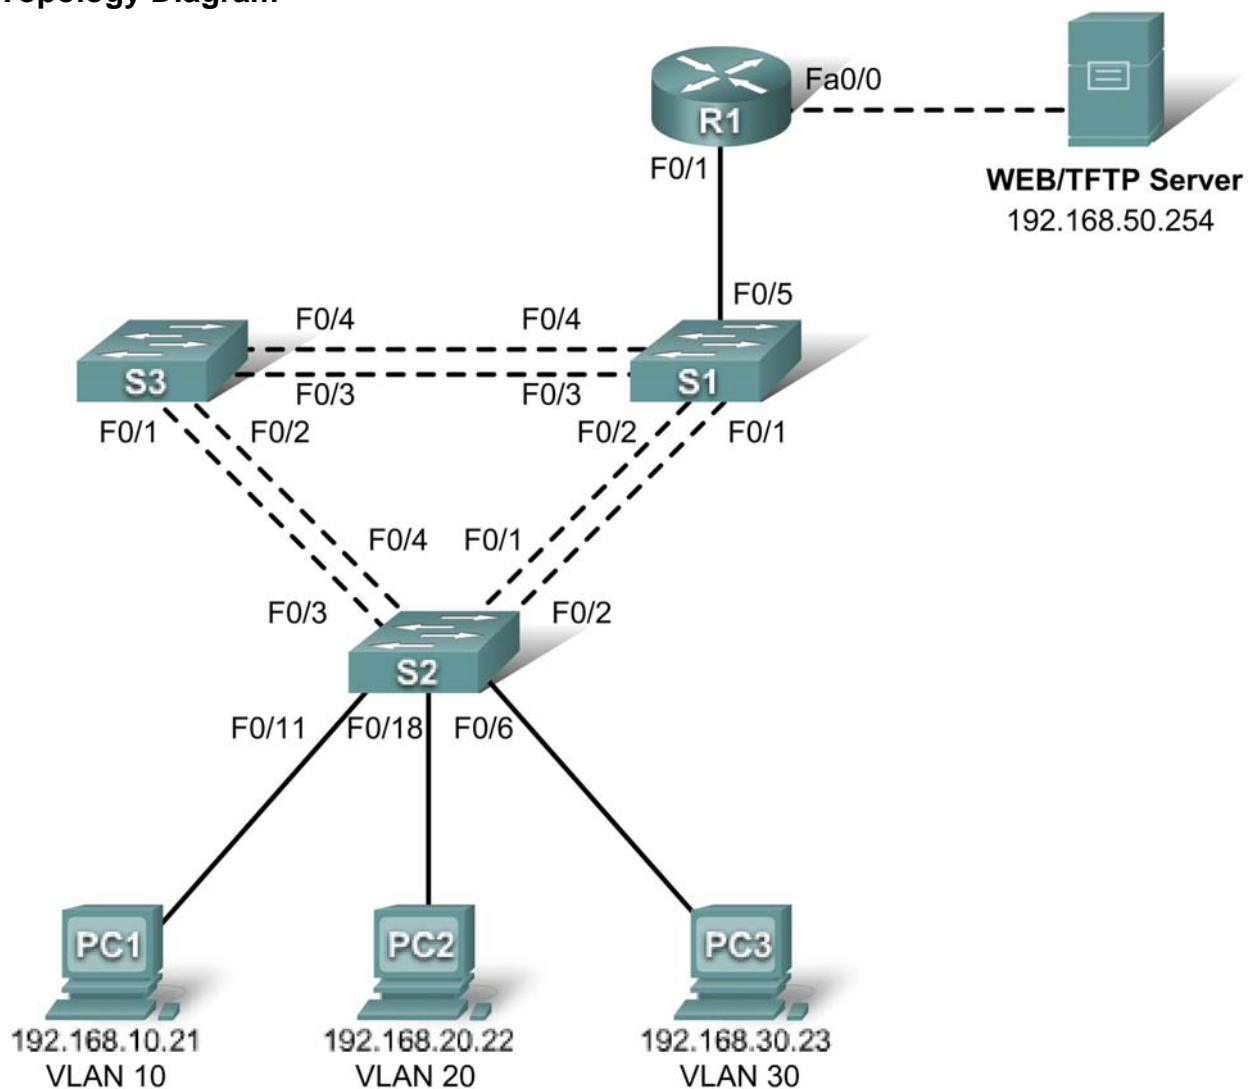 Topology Diagram
Fa0/0
R1
F0/1
WEB/TFTP Server
192.168.50.254
F0/5
F0/4
F0/4
S3
S1
F0/3
F0/3
F0/1
F0/2
F0/2
F0/1
F0/4
F0/1
F0/3
F0/2
S2
F0/11
F0/18
F0/6
PC1
PC2
PC3
192.168.10.21
192.168.20.22
192.168.30.23
VLAN 10
VLAN 20
VLAN 30